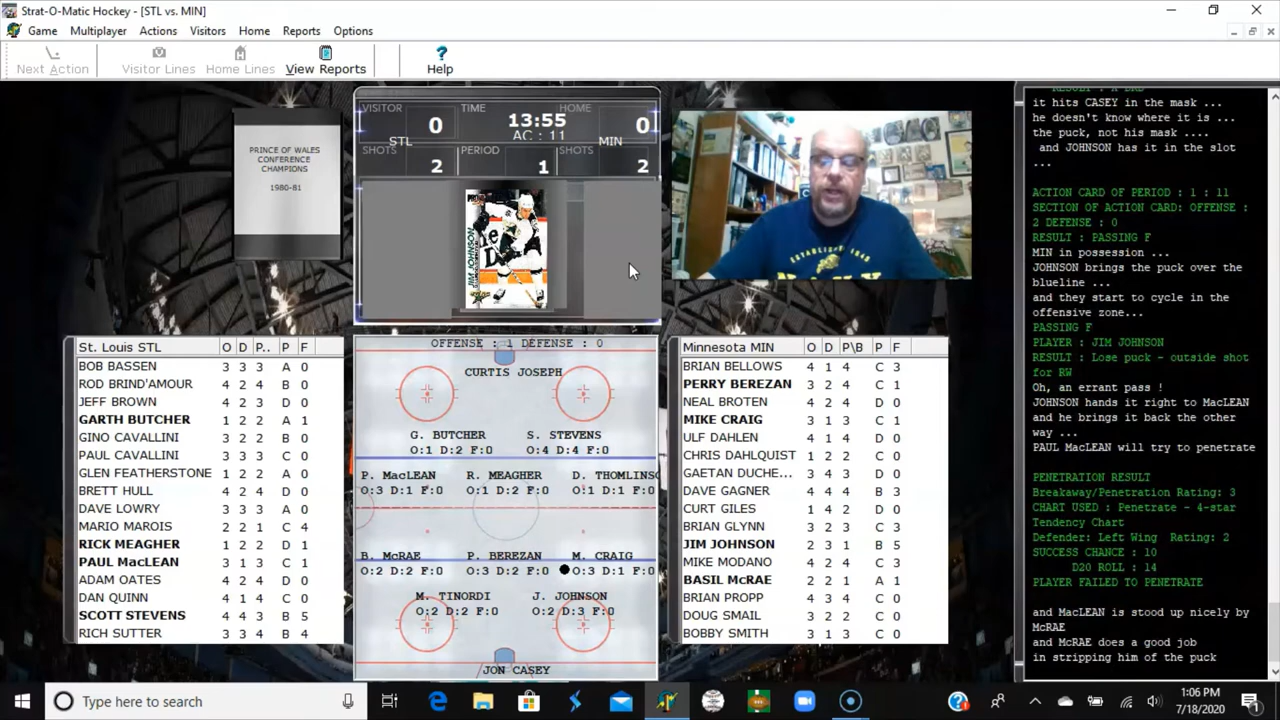 Strat-O-Matic Hockey - [STL vs. MIN]
Game Multiplayer Actions Visitors Home Reports Options
Next Action Visitor Lines Home Lines View Reports Help
PRINCE OF WALES
CONFERENCE
CHAMPIONS
1980-81
VISITOR TIME HOME
0 13:55 0
STL AC : 11 MIN
SHOTS PERIOD SHOTS
2 1 2
JIM JOHNSON
St. Louis STL O D P.. P F
BOB BASSEN 3 3 3 A 0
ROD BRIND'AMOUR 4 2 4 B 0
JEFF BROWN 4 2 3 D 0
GARTH BUTCHER 1 2 2 A 1
GINO CAVALLINI 3 2 2 B 0
PAUL CAVALLINI 3 3 3 C 0
GLEN FEATHERSTONE 1 2 2 A 0
BRETT HULL 4 2 4 D 0
DAVE LOWRY 3 3 3 A 0
MARIO MAROIS 2 2 1 C 4
RICK MEAGHER 1 2 2 D 1
PAUL MacLEAN 3 1 3 C 1
ADAM OATES 4 2 4 D 0
DAN QUINN 4 1 4 C 0
SCOTT STEVENS 4 4 3 B 5
RICH SUTTER 3 3 4 B 4
OFFENSE : 1 DEFENSE : 0
CURTIS JOSEPH
G. BUTCHER S. STEVENS
O:1 D:2 F:0 O:4 D:4 F:0
P. MacLEAN R. MEAGHER D. THOMLINSO
O:3 D:1 F:0 O:1 D:2 F:0 O:1 D:1 F:0
B. McRAE P. BEREZAN M. CRAIG
O:2 D:2 F:0 O:3 D:2 F:0 O:3 D:1 F:0
M. TINORDI J. JOHNSON
O:2 D:2 F:0 O:2 D:3 F:0
JON CASEY
Minnesota MIN O D P\B P F
BRIAN BELLOWS 4 1 4 C 3
PERRY BEREZAN 3 2 4 C 1
NEAL BROTEN 4 2 4 D 0
MIKE CRAIG 3 1 3 C 1
ULF DAHLEN 4 1 4 D 0
CHRIS DAHLQUIST 1 2 2 C 0
GAETAN DUCHE... 3 4 3 D 0
DAVE GAGNER 4 4 4 B 3
CURT GILES 1 4 2 D 0
BRIAN GLYNN 3 2 3 C 3
JIM JOHNSON 2 3 1 B 5
MIKE MODANO 4 2 4 C 3
BASIL McRAE 2 2 1 A 1
BRIAN PROPP 4 3 4 C 0
DOUG SMAIL 3 2 2 C 0
BOBBY SMITH 3 1 3 C 0
it hits CASEY in the mask ...
he doesn't know where it is ...
the puck, not his mask ....
and JOHNSON has it in the slot
...
ACTION CARD OF PERIOD : 1 : 11
SECTION OF ACTION CARD: OFFENSE :
2 DEFENSE : 0
RESULT : PASSING F
MIN in possession ...
JOHNSON brings the puck over the
blueline ...
and they start to cycle in the
offensive zone...
PASSING F
PLAYER : JIM JOHNSON
RESULT : Lose puck - outside shot
for RW
Oh, an errant pass !
JOHNSON hands it right to MacLEAN
and he brings it back the other
way ...
PAUL MacLEAN will try to penetrate
PENETRATION RESULT
Breakaway/Penetration Rating: 3
CHART USED : Penetrate - 4-star
Tendency Chart
Defender: Left Wing Rating: 2
SUCCESS CHANCE : 10
D20 ROLL : 14
PLAYER FAILED TO PENETRATE
and MacLEAN is stood up nicely by
McRAE
and McRAE does a good job
in stripping him of the puck
Type here to search
1:06 PM
7/18/2020